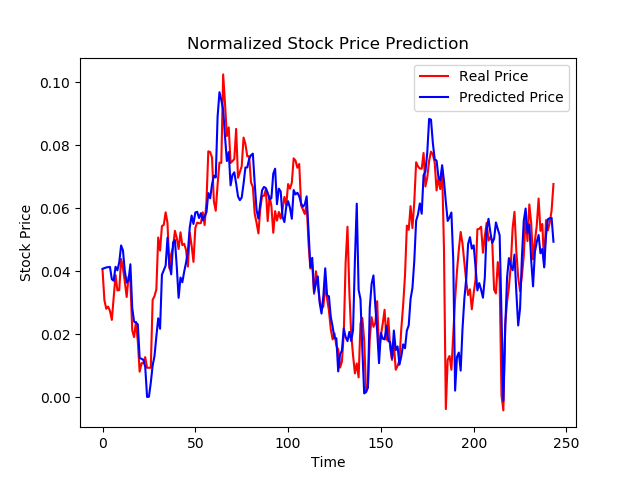 Normalized Stock Price Prediction
Real Price
Predicted Price
0.10
0.08
0.06
0.04
0.02
0.00
Stock Price
0 50 100 150 200 250
Time